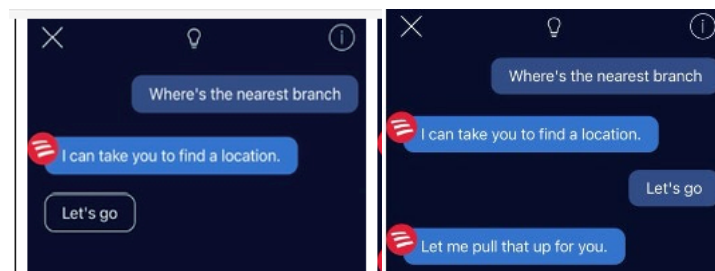 Where's the nearest branch
I can take you to find a location.
Let's go
Where's the nearest branch
I can take you to find a location.
Let's go
Let me pull that up for you.